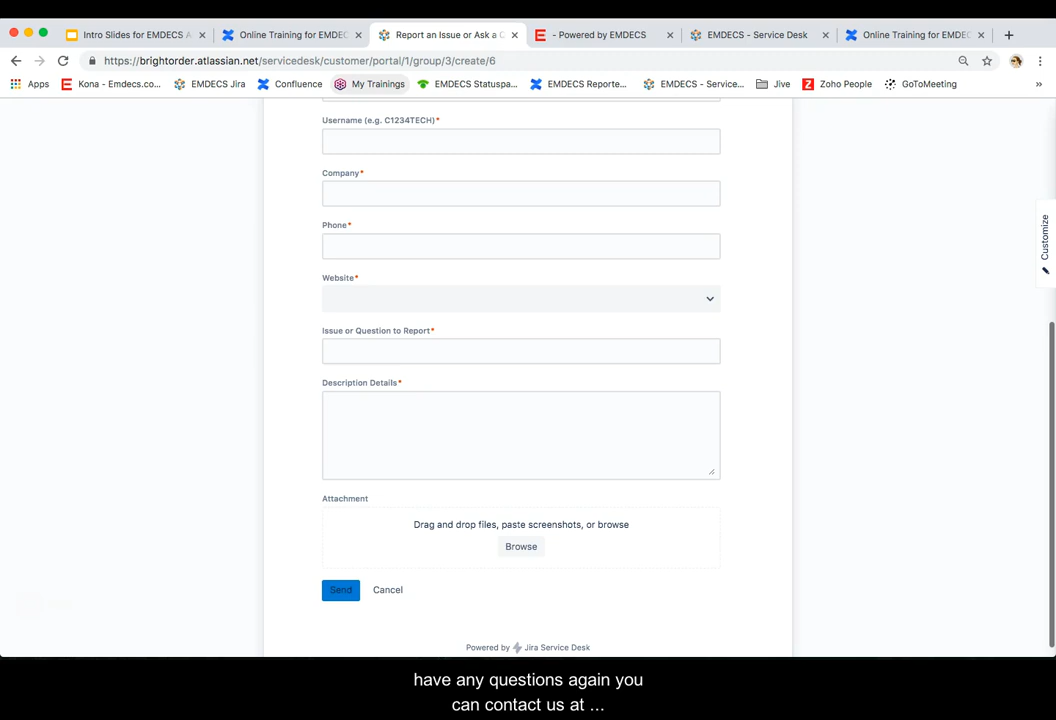 Intro Slides for EMDECS A
Online Training for EMDEC
Report an Issue or Ask a Q
- Powered by EMDECS
EMDECS - Service Desk
Online Training for EMDEC
https://brightorder.atlassian.net/servicedesk/customer/portal/1/group/3/create/6
Apps
Kona - Emdecs.co...
EMDECS Jira
Confluence
My Trainings
EMDECS Statuspa...
EMDECS Reporte...
EMDECS - Service...
Jive
Zoho People
GoToMeeting
»
Username (e.g. C1234TECH)*
Company*
Phone*
Website*
Issue or Question to Report*
Description Details*
Attachment
Drag and drop files, paste screenshots, or browse
Browse
Send
Cancel
Powered by Jira Service Desk
Customize
have any questions again you
can contact us at ...